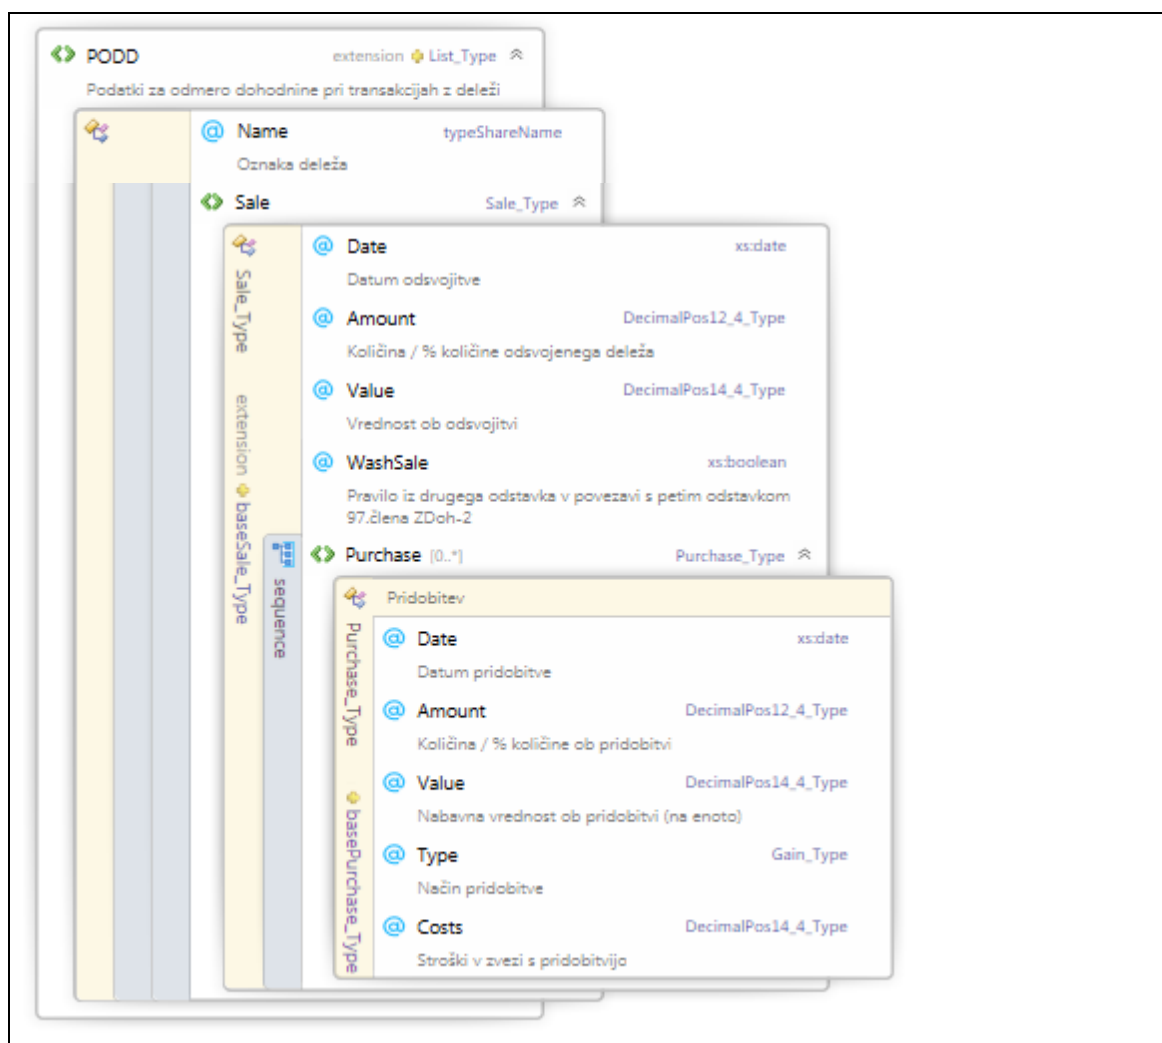 PODD extension List_Type
Podatki za odmero dohodnine pri transakcijah z deleži
@ Name typeShareName
Oznaka deleža
Sale Sale_Type
@ Date xs:date
Datum odsvojitve
@ Amount DecimalPos12_4_Type
Količina / % količine odsvojenega deleža
@ Value DecimalPos14_4_Type
Vrednost ob odsvojitvi
@ WashSale xs:boolean
Pravilo iz drugega odstavka v povezavi s petim odstavkom
97.člena ZDoh-2
Purchase [0..*] Purchase_Type
Sale_Type extension baseSale_Type
sequence
Pridobitev
@ Date xs:date
Datum pridobitve
@ Amount DecimalPos12_4_Type
Količina / % količine ob pridobitvi
@ Value DecimalPos14_4_Type
Nabavna vrednost ob pridobitvi (na enoto)
@ Type Gain_Type
Način pridobitve
@ Costs DecimalPos14_4_Type
Stroški v zvezi s pridobitvijo
Purchase_Type basePurchase_Type